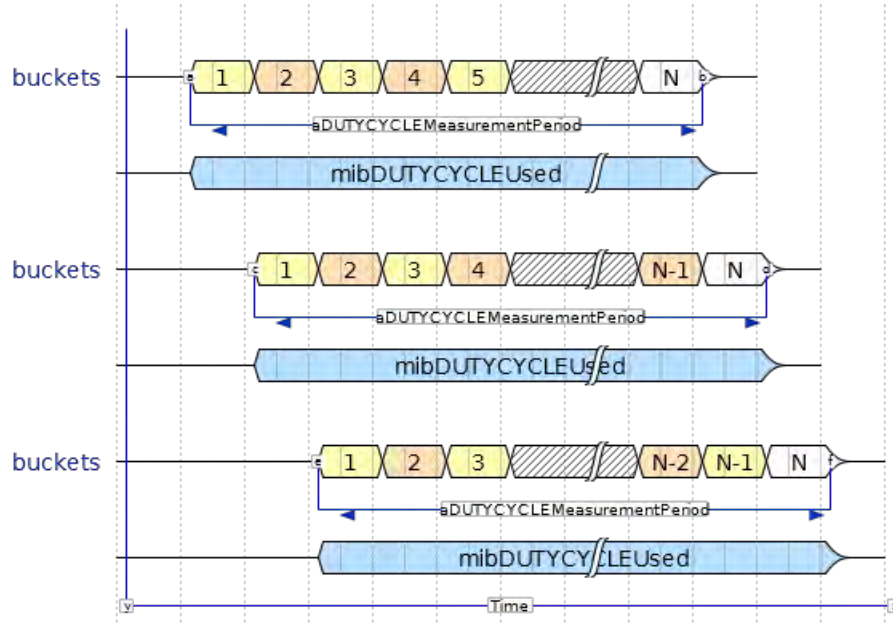 buckets a 1 2 3 4 5 N b
aDUTYCYCLEMeasurementPeriod
mibDUTYCYCLEUsed
buckets c 1 2 3 4 N-1 N d
aDUTYCYCLEMeasurementPeriod
mibDUTYCYCLEUsed
buckets e 1 2 3 N-2 N-1 N f
aDUTYCYCLEMeasurementPeriod
mibDUTYCYCLEUsed
y Time